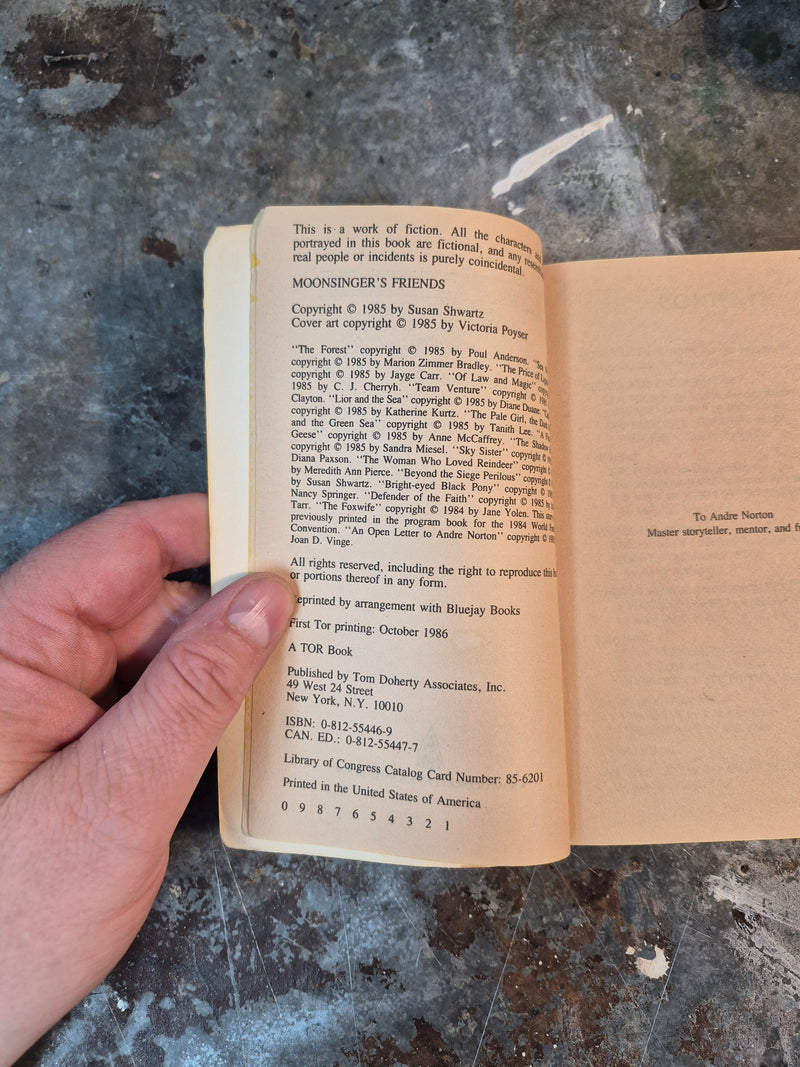 This is a work of fiction. All the characters and
portrayed in this book are fictional, and any
real people or incidents is purely coincidental.
MOONSINGER'S FRIENDS
Copyright © 1985 by Susan Shwartz
Cover art copyright © 1985 by Victoria Poyser
"The Forest" copyright © 1985 by Poul Anderson.
copyright © 1985 by Marion Zimmer Bradley. "The Price of
copyright © 1985 by Jayge Carr. "Of Law and Magic"
1985 by C. J. Cherryh. "Team Venture" copyright ©
Clayton. "Lior and the Sea" copyright © 1985 by Diane Duane.
copyright © 1985 by Katherine Kurtz. "The Pale Girl, the Dark
and the Green Sea" copyright © 1985 by Tanith Lee. "A
Geese" copyright © 1985 by Anne McCaffrey. "The Shadow
copyright © 1985 by Sandra Miesel. "Sky Sister" copyright ©
Diana Paxson. "The Woman Who Loved Reindeer" copyright ©
by Meredith Ann Pierce. "Beyond the Siege Perilous" copyright ©
by Susan Shwartz. "Bright-eyed Black Pony" copyright ©
Nancy Springer. "Defender of the Faith" copyright © 1985 by
Tarr. "The Foxwife" copyright © 1984 by Jane Yolen. This
previously printed in the program book for the 1984 World
Convention. "An Open Letter to Andre Norton" copyright ©
Joan D. Vinge.
All rights reserved, including the right to reproduce this
or portions thereof in any form.
Reprinted by arrangement with Bluejay Books
First Tor printing: October 1986
A TOR Book
Published by Tom Doherty Associates, Inc.
49 West 24 Street
New York, N.Y. 10010
ISBN: 0-812-55446-9
CAN. ED.: 0-812-55447-7
Library of Congress Catalog Card Number: 85-6201
Printed in the United States of America
0 9 8 7 6 5 4 3 2 1
To Andre Norton
Master storyteller, mentor, and